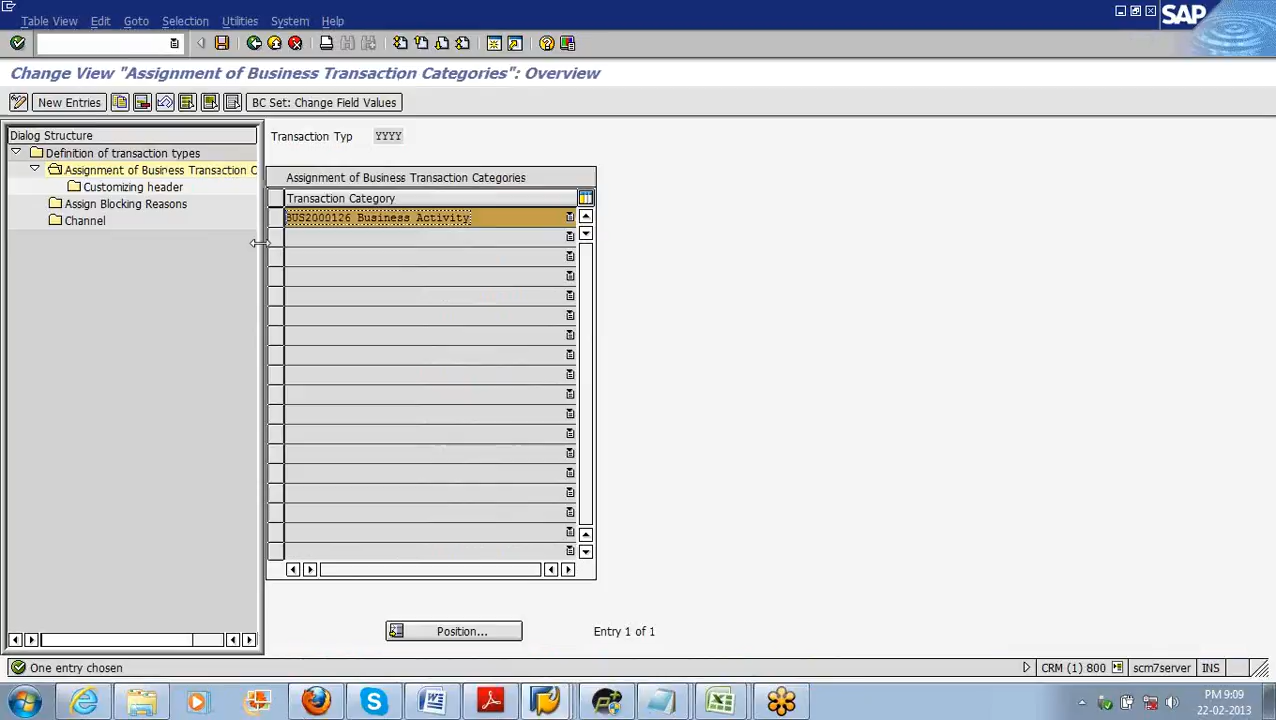 Table View Edit Goto Selection Utilities System Help
SAP
Change View "Assignment of Business Transaction Categories": Overview
New Entries BC Set: Change Field Values
Dialog Structure
Definition of transaction types
Assignment of Business Transaction C
Customizing header
Assign Blocking Reasons
Channel
Transaction Typ YYYY
Assignment of Business Transaction Categories
Transaction Category
BUS2000126 Business Activity
Position...
Entry 1 of 1
One entry chosen
CRM (1) 800 scm7server INS
PM 9:09
22-02-2013